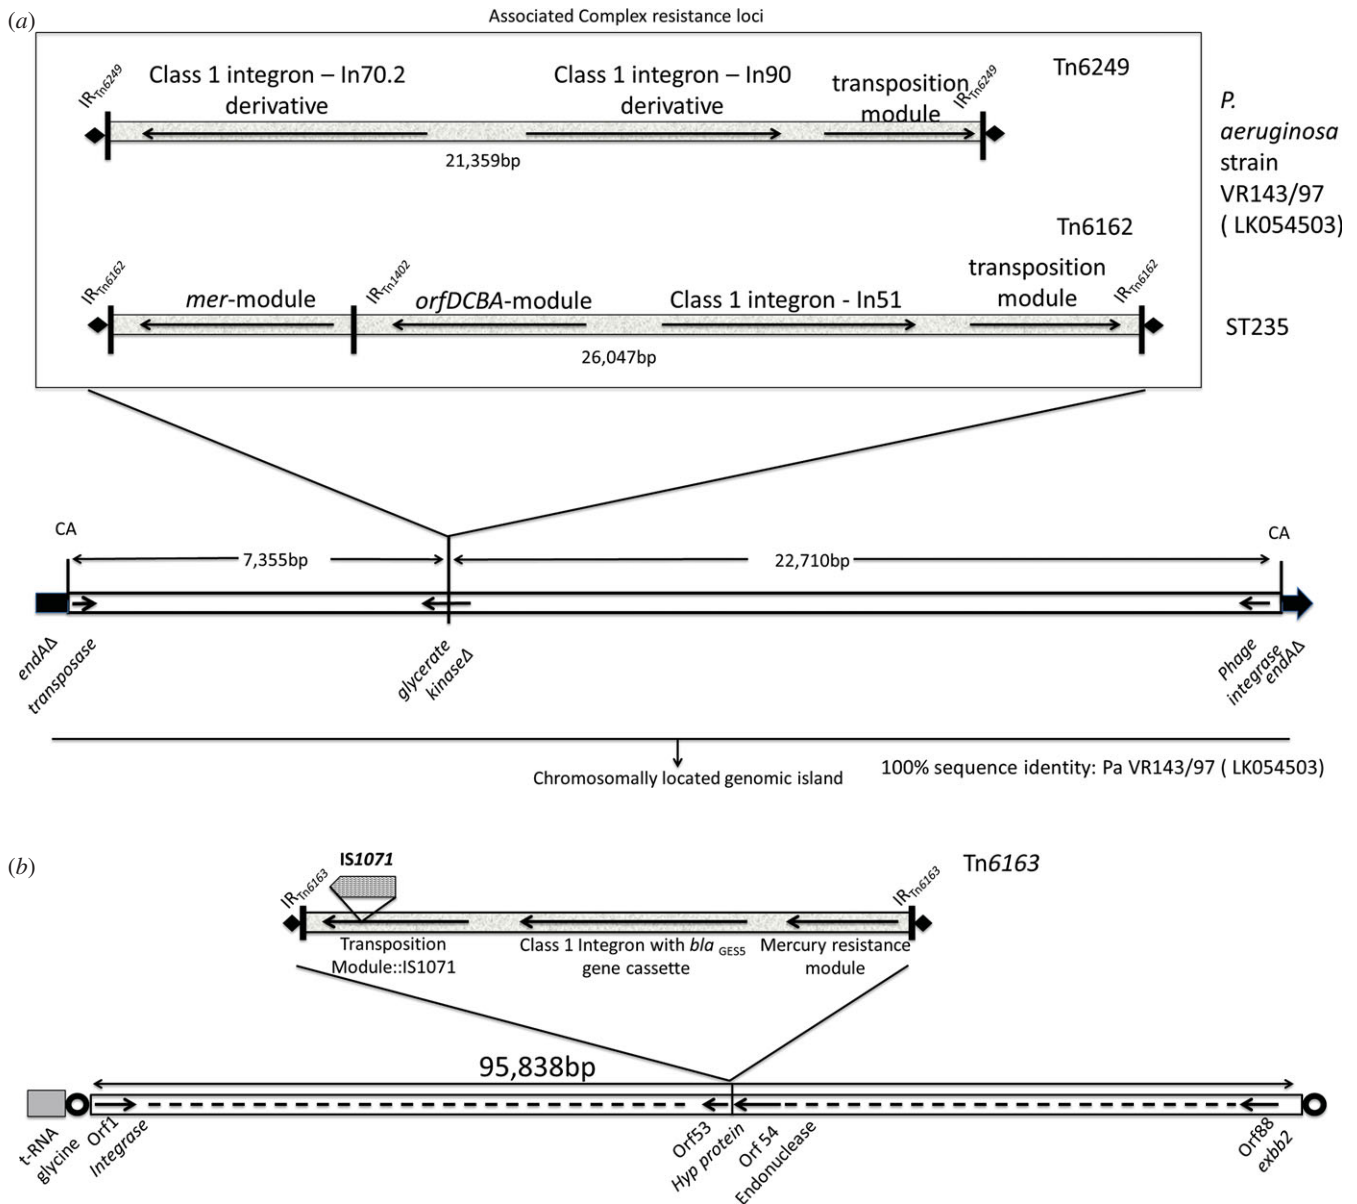 (a)
Associated Complex resistance loci
IRTn6249
Class 1 integron – In70.2
derivative
Class 1 integron – In90
derivative
transposition
module
IRTn6249
Tn6249
21,359bp
P.
aeruginosa
strain
VR143/97
( LK054503)
Tn6162
IRTn6162
mer-module
IRTn1402
orfDCBA-module
Class 1 integron - In51
transposition
module
IRTn6162
26,047bp
ST235
CA
7,355bp
22,710bp
CA
endAΔ
transposase
glycerate
kinaseΔ
Phage
integrase
endAΔ
Chromosomally located genomic island
100% sequence identity: Pa VR143/97 ( LK054503)
(b)
IS1071
IRTn6163
IRTn6163
Tn6163
Transposition
Module::IS1071
Class 1 Integron with bla GES5
gene cassette
Mercury resistance
module
95,838bp
t-RNA
glycine
Orf1
Integrase
Orf53
Hyp protein
Orf 54
Endonuclease
Orf88
exbb2